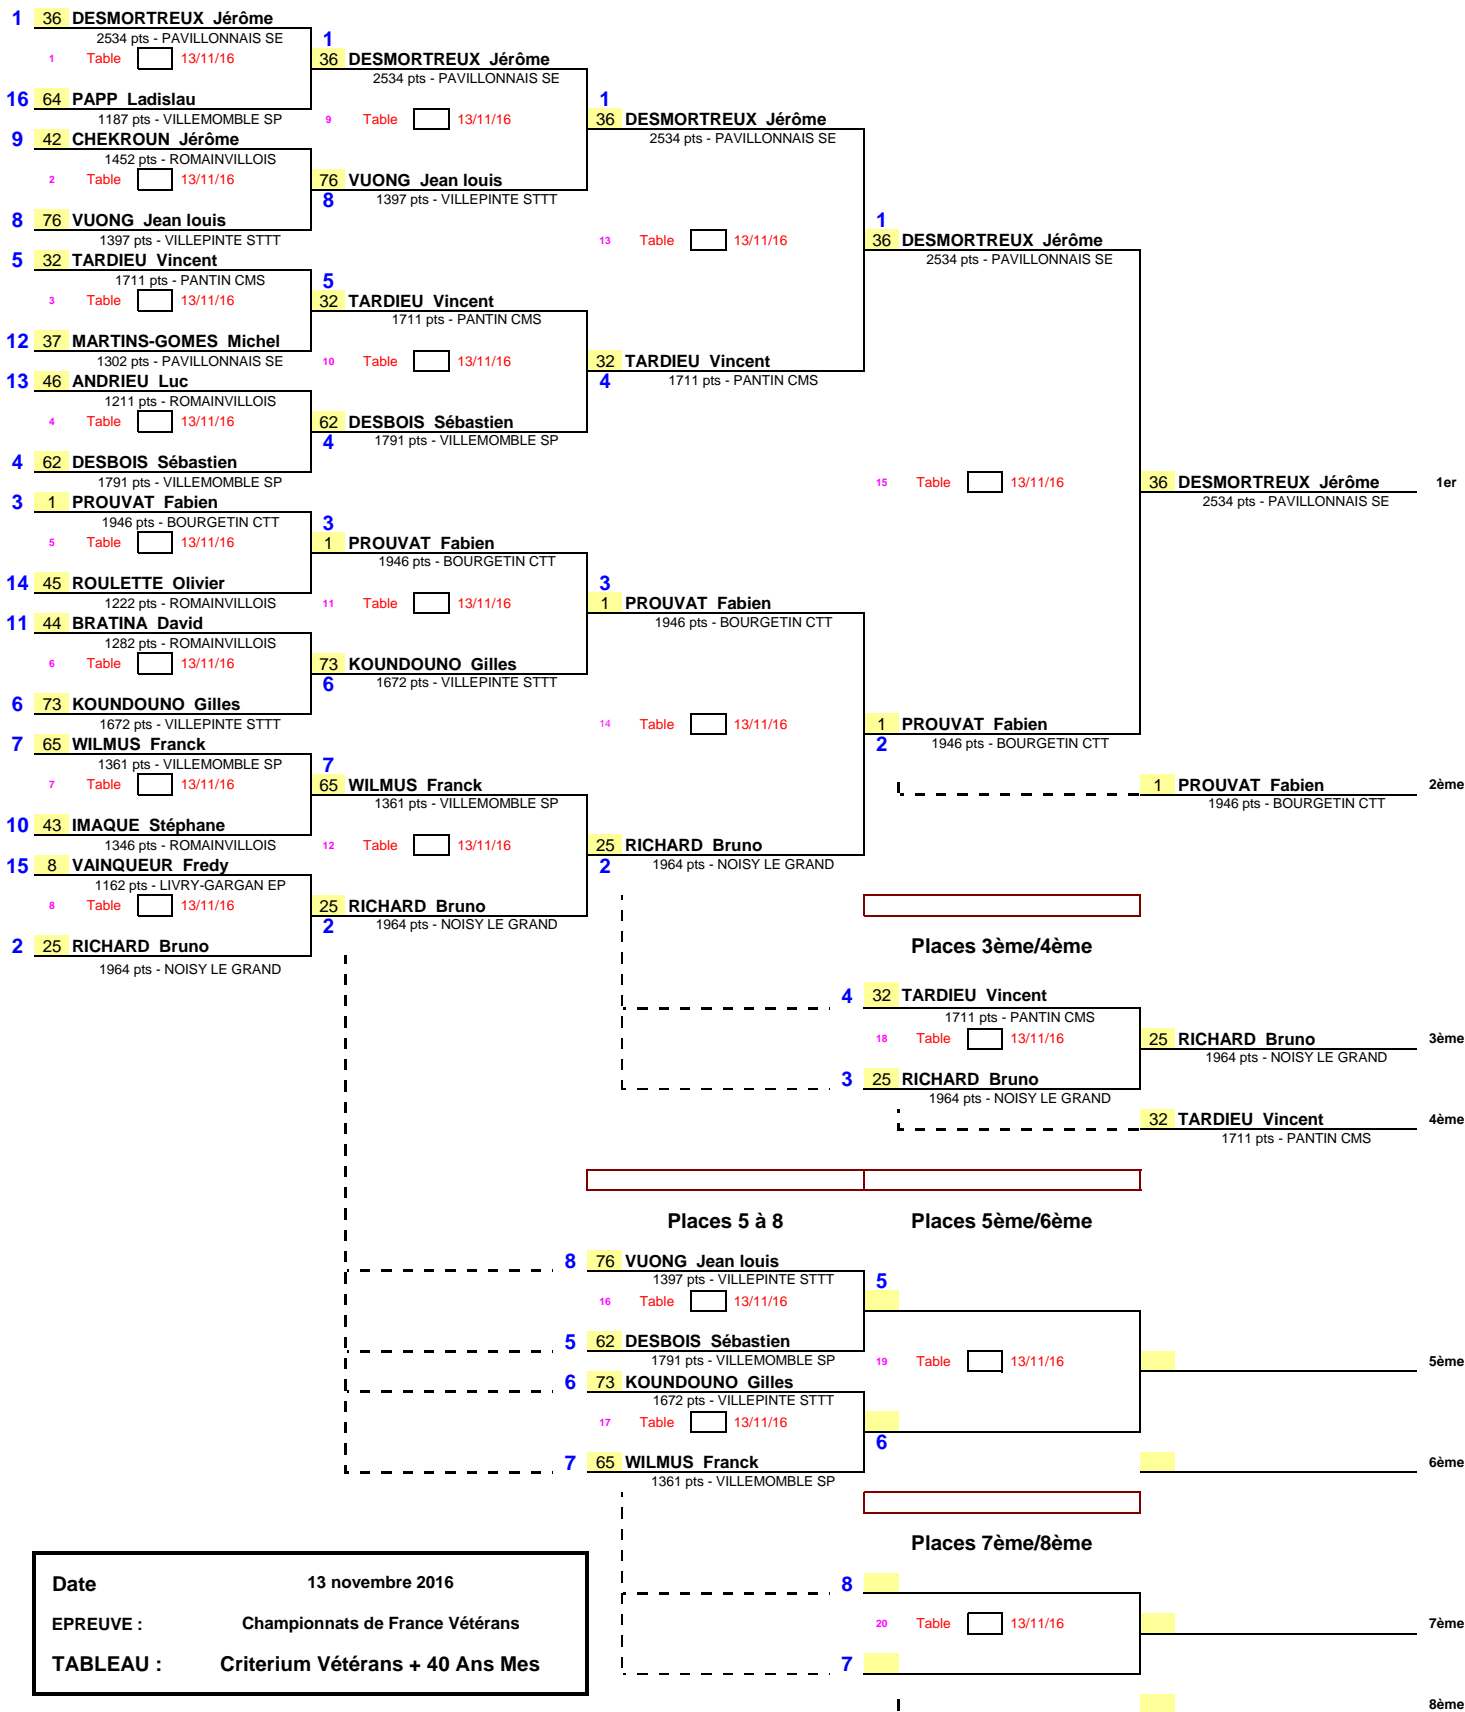 1 36 DESMORTREUX Jérôme
2534 pts - PAVILLONNAIS SE
1 Table 13/11/16
16 64 PAPP Ladislau
1187 pts - VILLEMOMBLE SP
9 42 CHEKROUN Jérôme
1452 pts - ROMAINVILLOIS
2 Table 13/11/16
8 76 VUONG Jean louis
1397 pts - VILLEPINTE STTT
5 32 TARDIEU Vincent
1711 pts - PANTIN CMS
3 Table 13/11/16
12 37 MARTINS-GOMES Michel
1302 pts - PAVILLONNAIS SE
13 46 ANDRIEU Luc
1211 pts - ROMAINVILLOIS
4 Table 13/11/16
4 62 DESBOIS Sébastien
1791 pts - VILLEMOMBLE SP
3 1 PROUVAT Fabien
1946 pts - BOURGETIN CTT
5 Table 13/11/16
14 45 ROULETTE Olivier
1222 pts - ROMAINVILLOIS
11 44 BRATINA David
1282 pts - ROMAINVILLOIS
6 Table 13/11/16
6 73 KOUNDOUNO Gilles
1672 pts - VILLEPINTE STTT
7 65 WILMUS Franck
1361 pts - VILLEMOMBLE SP
7 Table 13/11/16
10 43 IMAQUE Stéphane
1346 pts - ROMAINVILLOIS
15 8 VAINQUEUR Fredy
1162 pts - LIVRY-GARGAN EP
8 Table 13/11/16
2 25 RICHARD Bruno
1964 pts - NOISY LE GRAND
1
36 DESMORTREUX Jérôme
2534 pts - PAVILLONNAIS SE
9 Table 13/11/16
76 VUONG Jean louis
8 1397 pts - VILLEPINTE STTT
5
32 TARDIEU Vincent
1711 pts - PANTIN CMS
10 Table 13/11/16
62 DESBOIS Sébastien
4 1791 pts - VILLEMOMBLE SP
3
1 PROUVAT Fabien
1946 pts - BOURGETIN CTT
11 Table 13/11/16
73 KOUNDOUNO Gilles
6 1672 pts - VILLEPINTE STTT
7
65 WILMUS Franck
1361 pts - VILLEMOMBLE SP
12 Table 13/11/16
25 RICHARD Bruno
2 1964 pts - NOISY LE GRAND
1
36 DESMORTREUX Jérôme
2534 pts - PAVILLONNAIS SE
13 Table 13/11/16
32 TARDIEU Vincent
4 1711 pts - PANTIN CMS
3
1 PROUVAT Fabien
1946 pts - BOURGETIN CTT
14 Table 13/11/16
25 RICHARD Bruno
2 1964 pts - NOISY LE GRAND
1
36 DESMORTREUX Jérôme
2534 pts - PAVILLONNAIS SE
15 Table 13/11/16
1 PROUVAT Fabien
2 1946 pts - BOURGETIN CTT
36 DESMORTREUX Jérôme 1er
2534 pts - PAVILLONNAIS SE
1 PROUVAT Fabien 2ème
1946 pts - BOURGETIN CTT
Places 3ème/4ème
4 32 TARDIEU Vincent
1711 pts - PANTIN CMS
18 Table 13/11/16
3 25 RICHARD Bruno
1964 pts - NOISY LE GRAND
25 RICHARD Bruno 3ème
1964 pts - NOISY LE GRAND
32 TARDIEU Vincent 4ème
1711 pts - PANTIN CMS
Places 5 à 8 Places 5ème/6ème
8 76 VUONG Jean louis
1397 pts - VILLEPINTE STTT
16 Table 13/11/16
5 62 DESBOIS Sébastien
1791 pts - VILLEMOMBLE SP
6 73 KOUNDOUNO Gilles
1672 pts - VILLEPINTE STTT
17 Table 13/11/16
7 65 WILMUS Franck
1361 pts - VILLEMOMBLE SP
5
19 Table 13/11/16
6
5ème
6ème
Places 7ème/8ème
8
20 Table 13/11/16
7
7ème
8ème
Date 13 novembre 2016
EPREUVE : Championnats de France Vétérans
TABLEAU : Criterium Vétérans + 40 Ans Mes